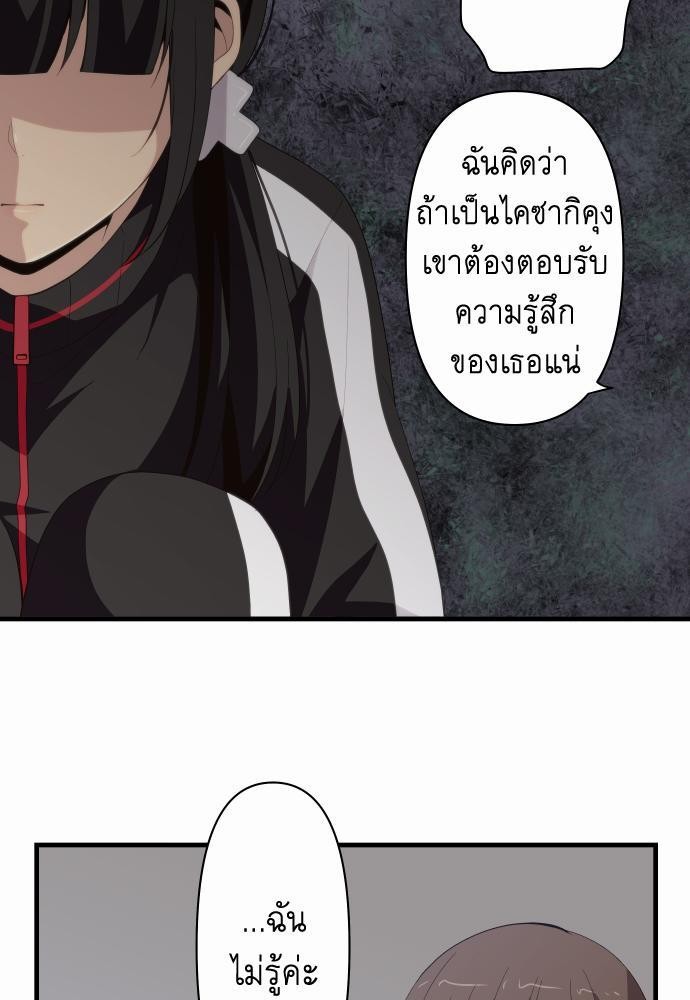 ฉันคิดว่า
ถ้าเป็นไคซากิคุง
เขาต้องตอบรับ
ความรู้สึก
ของเธอแน่
...ฉัน
ไม่รู้ค่ะ